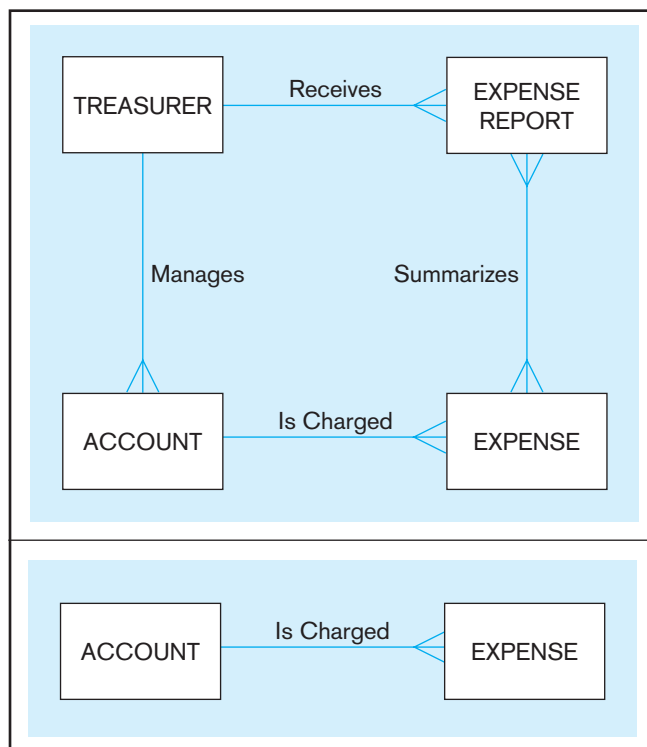 TREASURER
Receives
EXPENSE
REPORT
Manages
Summarizes
ACCOUNT
Is Charged
EXPENSE
ACCOUNT
Is Charged
EXPENSE